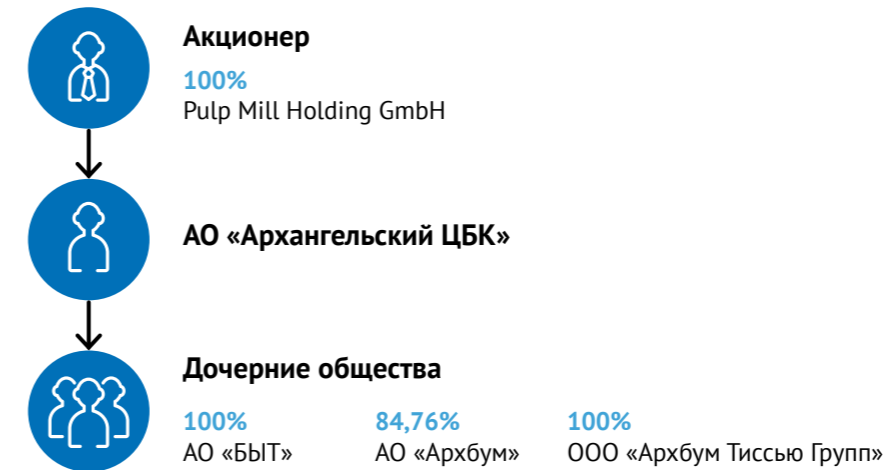 Акционер
100%
Pulp Mill Holding GmbH
АО «Архангельский ЦБК»
Дочерние общества
100% 84,76% 100%
АО «БЫТ» АО «Архбум» ООО «Архбум Тиссью Групп»